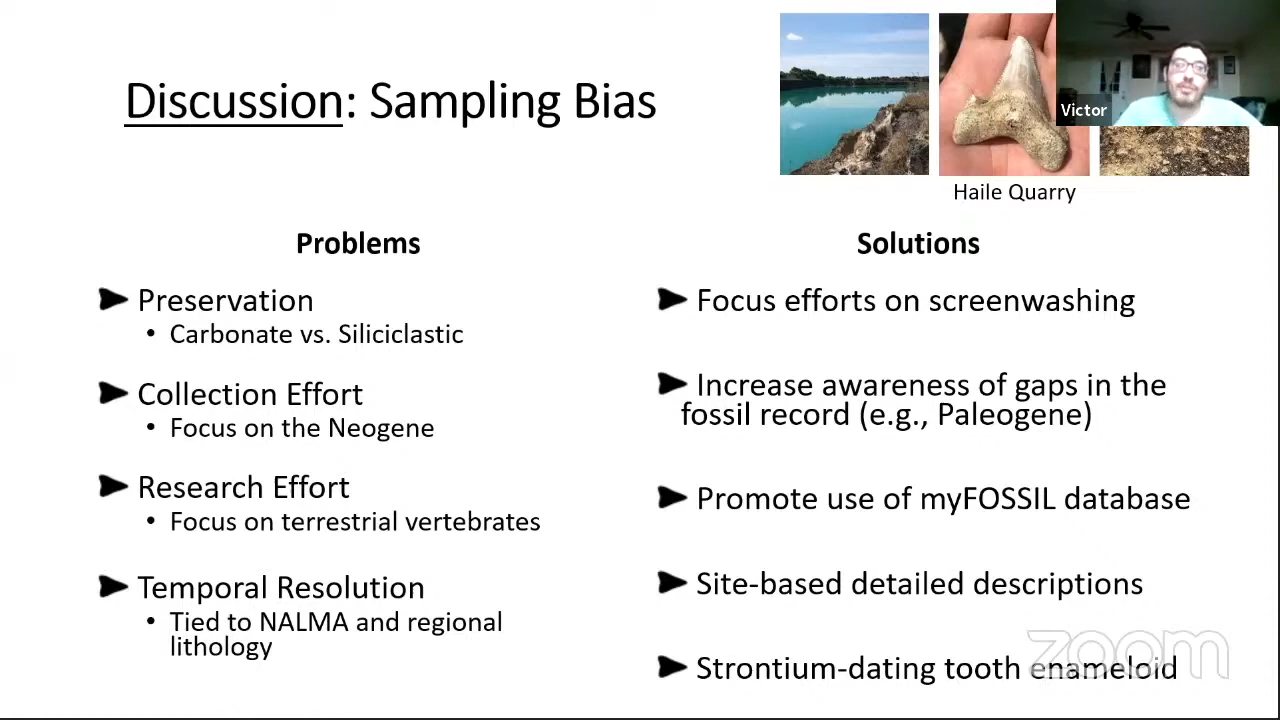 Discussion: Sampling Bias
Victor
Haile Quarry
Problems
Preservation
• Carbonate vs. Siliciclastic
Collection Effort
• Focus on the Neogene
Research Effort
• Focus on terrestrial vertebrates
Temporal Resolution
• Tied to NALMA and regional
lithology
Solutions
Focus efforts on screenwashing
Increase awareness of gaps in the
fossil record (e.g., Paleogene)
Promote use of myFOSSIL database
Site-based detailed descriptions
Strontium-dating tooth enameloid
zoom